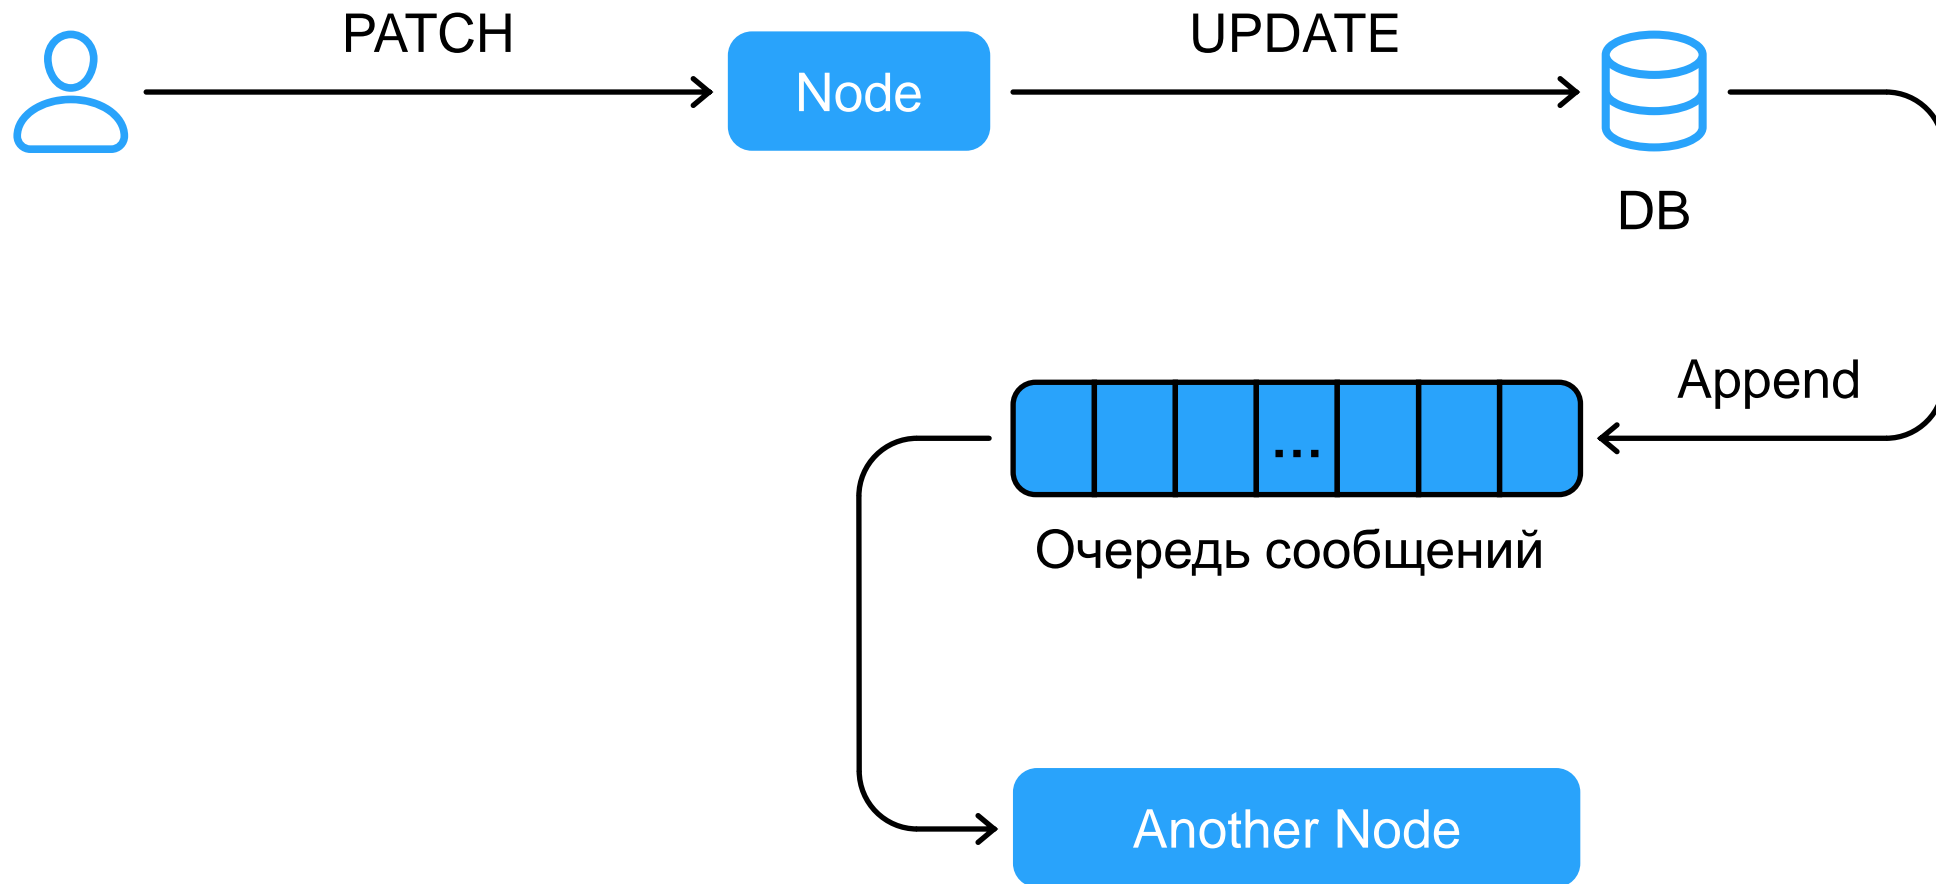 PATCH
Node
UPDATE
DB
Append
...
Очередь сообщений
Another Node